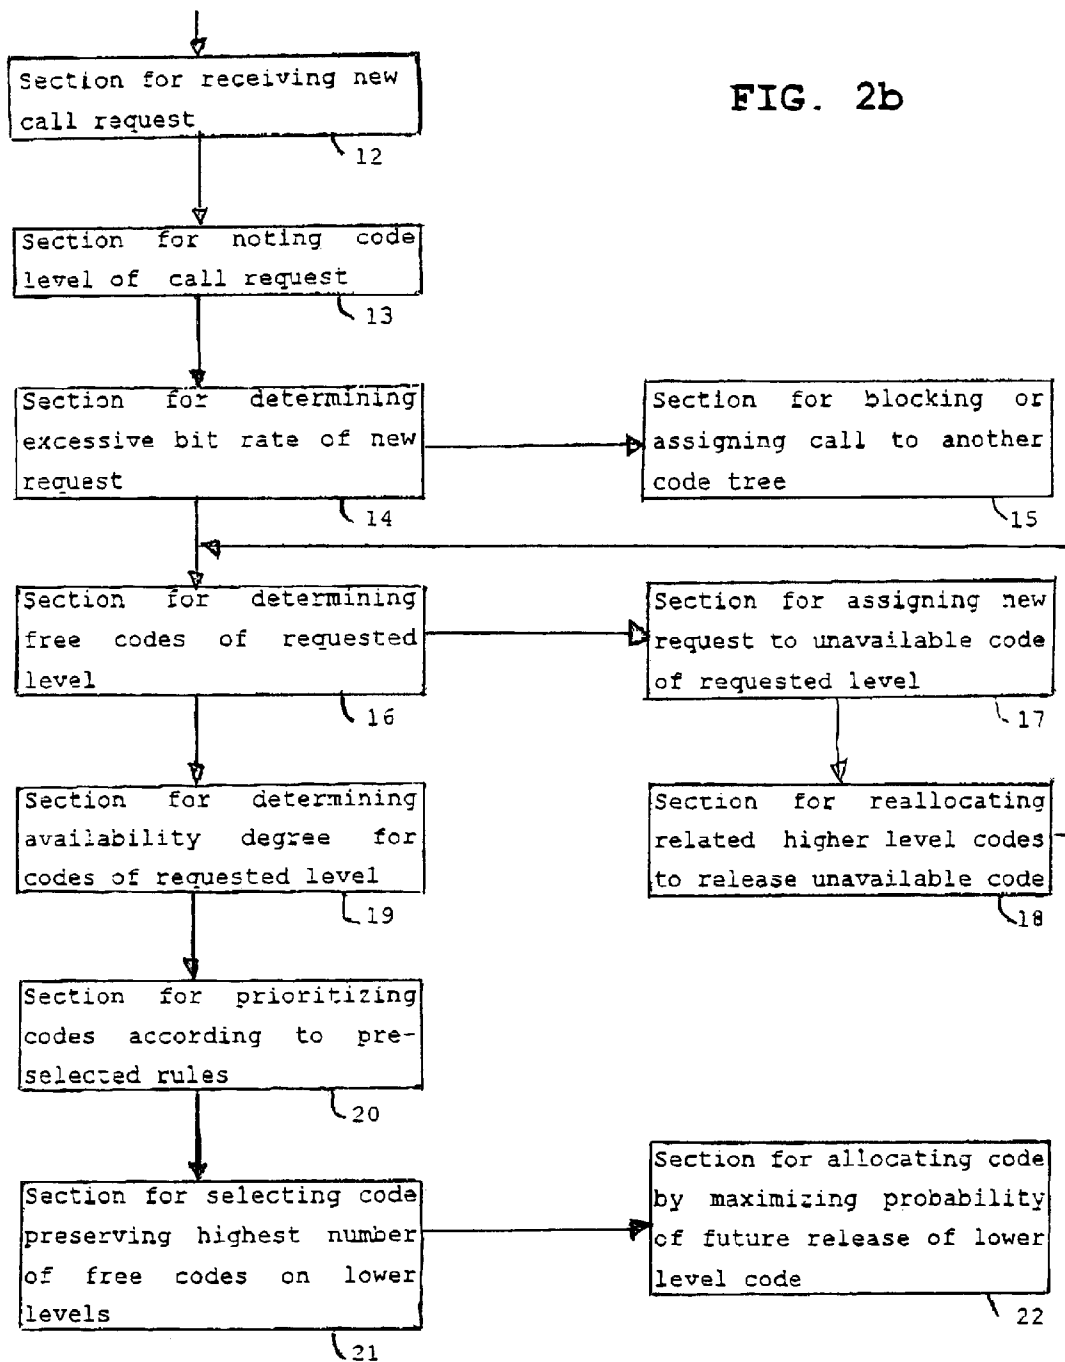 FIG. 2b
Section for receiving new
call request
12
Section for noting code
level of call request
13
Section for determining
excessive bit rate of new
request
14
Section for blocking or
assigning call to another
code tree
15
Section for determining
free codes of requested
level
16
Section for assigning new
request to unavailable code
of requested level
17
Section for reallocating
related higher level codes
to release unavailable code
18
Section for determining
availability degree for
codes of requested level
19
Section for prioritizing
codes according to pre-
selected rules
20
Section for selecting code
preserving highest number
of free codes on lower
levels
21
Section for allocating code
by maximizing probability
of future release of lower
level code
22